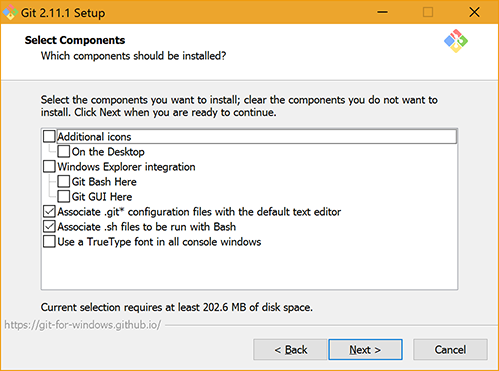 Git 2.11.1 Setup
Select Components
Which components should be installed?
Select the components you want to install; clear the components you do not want to
install. Click Next when you are ready to continue.
Additional icons
On the Desktop
Windows Explorer integration
Git Bash Here
Git GUI Here
Associate .git* configuration files with the default text editor
Associate .sh files to be run with Bash
Use a TrueType font in all console windows
Current selection requires at least 202.6 MB of disk space.
https://git-for-windows.github.io/
< Back
Next >
Cancel